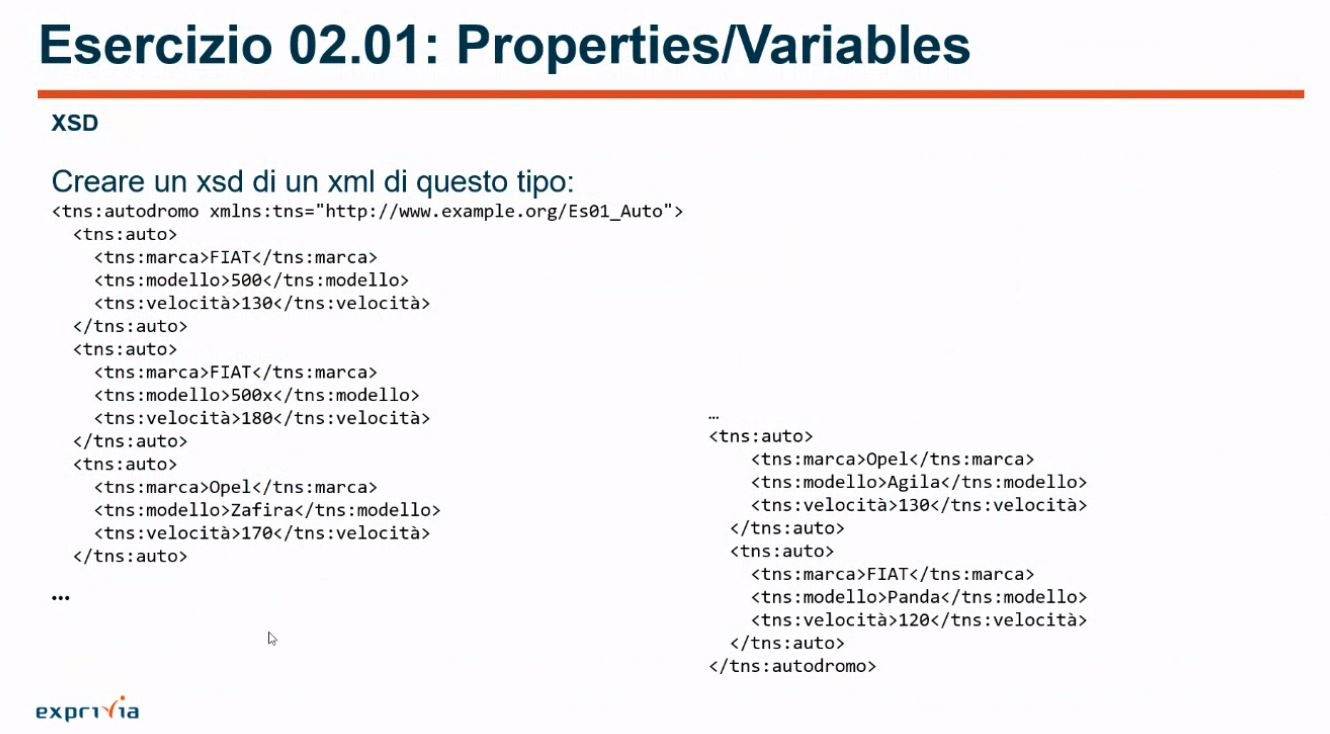 Esercizio 02.01: Properties/Variables
XSD
Creare un xsd di un xml di questo tipo:
<tns:autodromo xmlns:tns="http://www.example.org/Es01_Auto">
<tns:auto>
<tns:marca>FIAT</tns:marca>
<tns:modello>500</tns:modello>
<tns:velocità>130</tns:velocità>
</tns:auto>
<tns:auto>
<tns:marca>FIAT</tns:marca>
<tns:modello>500x</tns:modello>
<tns:velocità>180</tns:velocità>
</tns:auto>
<tns:auto>
<tns:marca>Opel</tns:marca>
<tns:modello>Zafira</tns:modello>
<tns:velocità>170</tns:velocità>
</tns:auto>
...
…
<tns:auto>
<tns:marca>Opel</tns:marca>
<tns:modello>Agila</tns:modello>
<tns:velocità>130</tns:velocità>
</tns:auto>
<tns:auto>
<tns:marca>FIAT</tns:marca>
<tns:modello>Panda</tns:modello>
<tns:velocità>120</tns:velocità>
</tns:auto>
</tns:autodromo>
exprivia